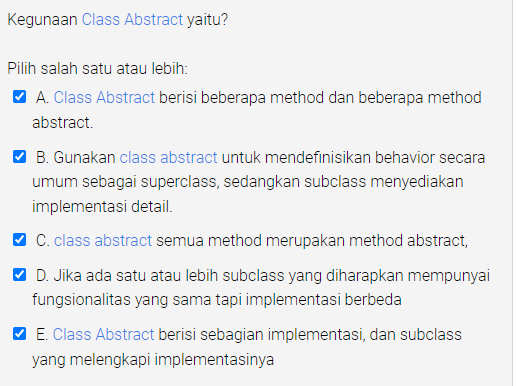 Kegunaan Class Abstract yaitu?
Pilih salah satu atau lebih:
A. Class Abstract berisi beberapa method dan beberapa method
abstract.
B. Gunakan class abstract untuk mendefinisikan behavior secara
umum sebagai superclass, sedangkan subclass menyediakan
implementasi detail.
C. class abstract semua method merupakan method abstract,
D. Jika ada satu atau lebih subclass yang diharapkan mempunyai
fungsionalitas yang sama tapi implementasi berbeda
E. Class Abstract berisi sebagian implementasi, dan subclass
yang melengkapi implementasinya